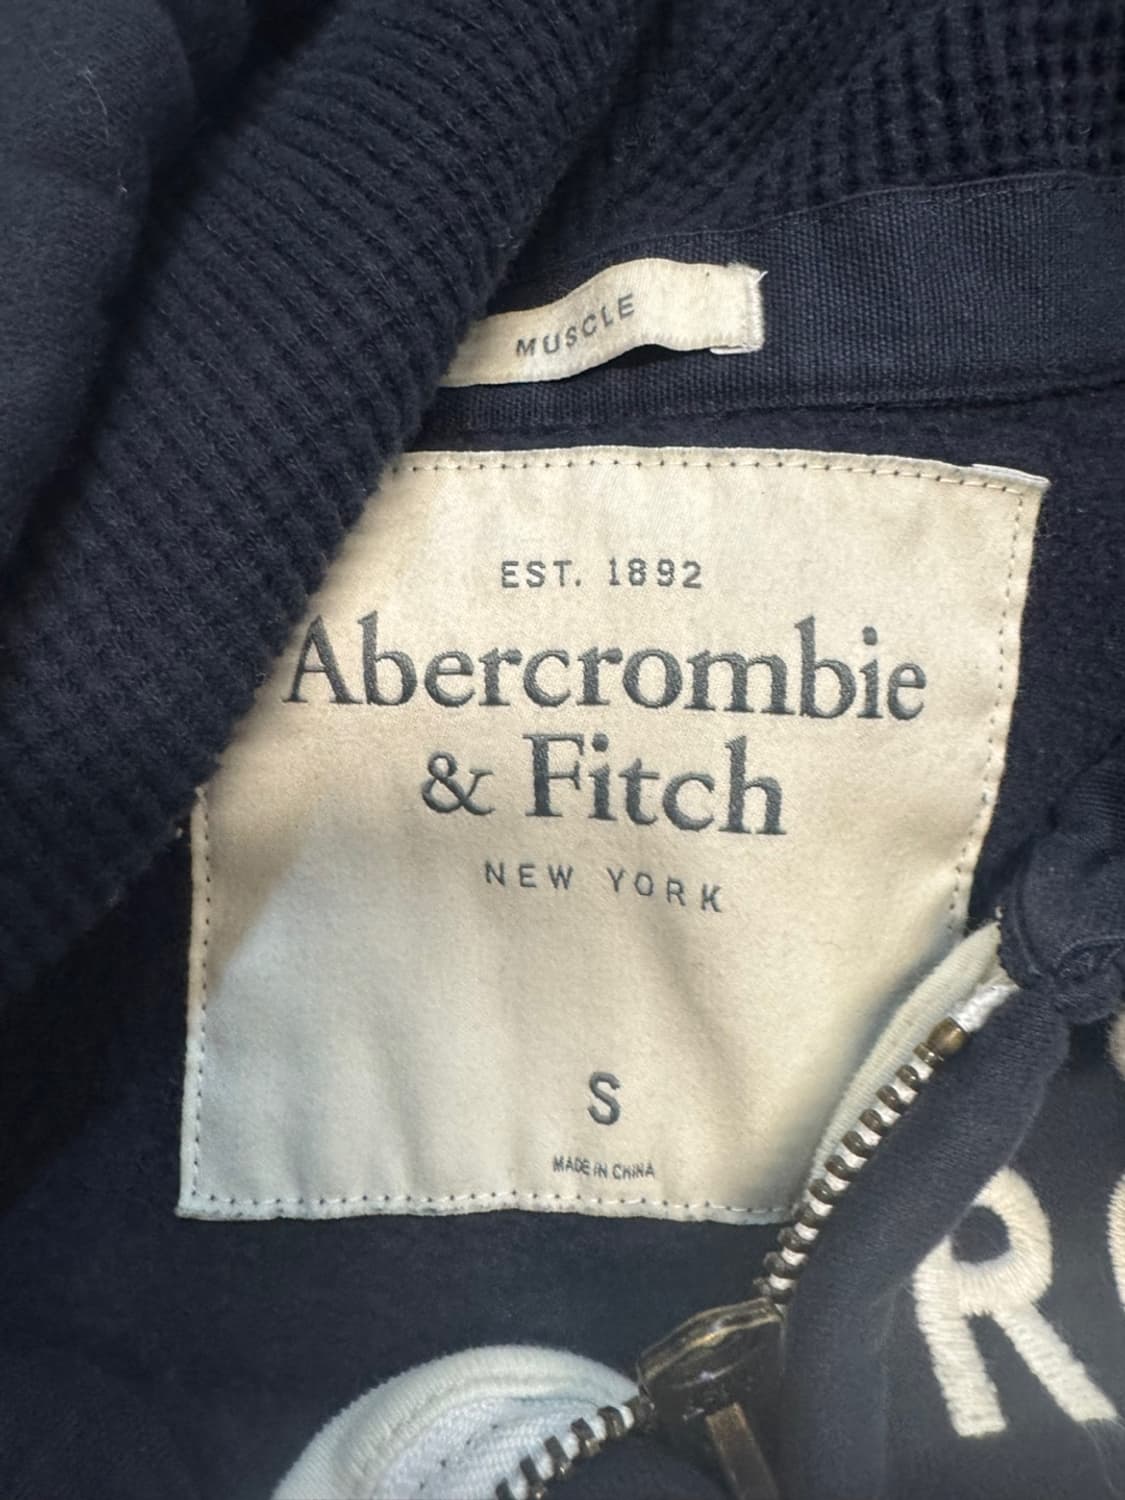 MUSCLE
EST. 1892
Abercrombie
& Fitch
NEW YORK
S
MADE IN CHINA
R